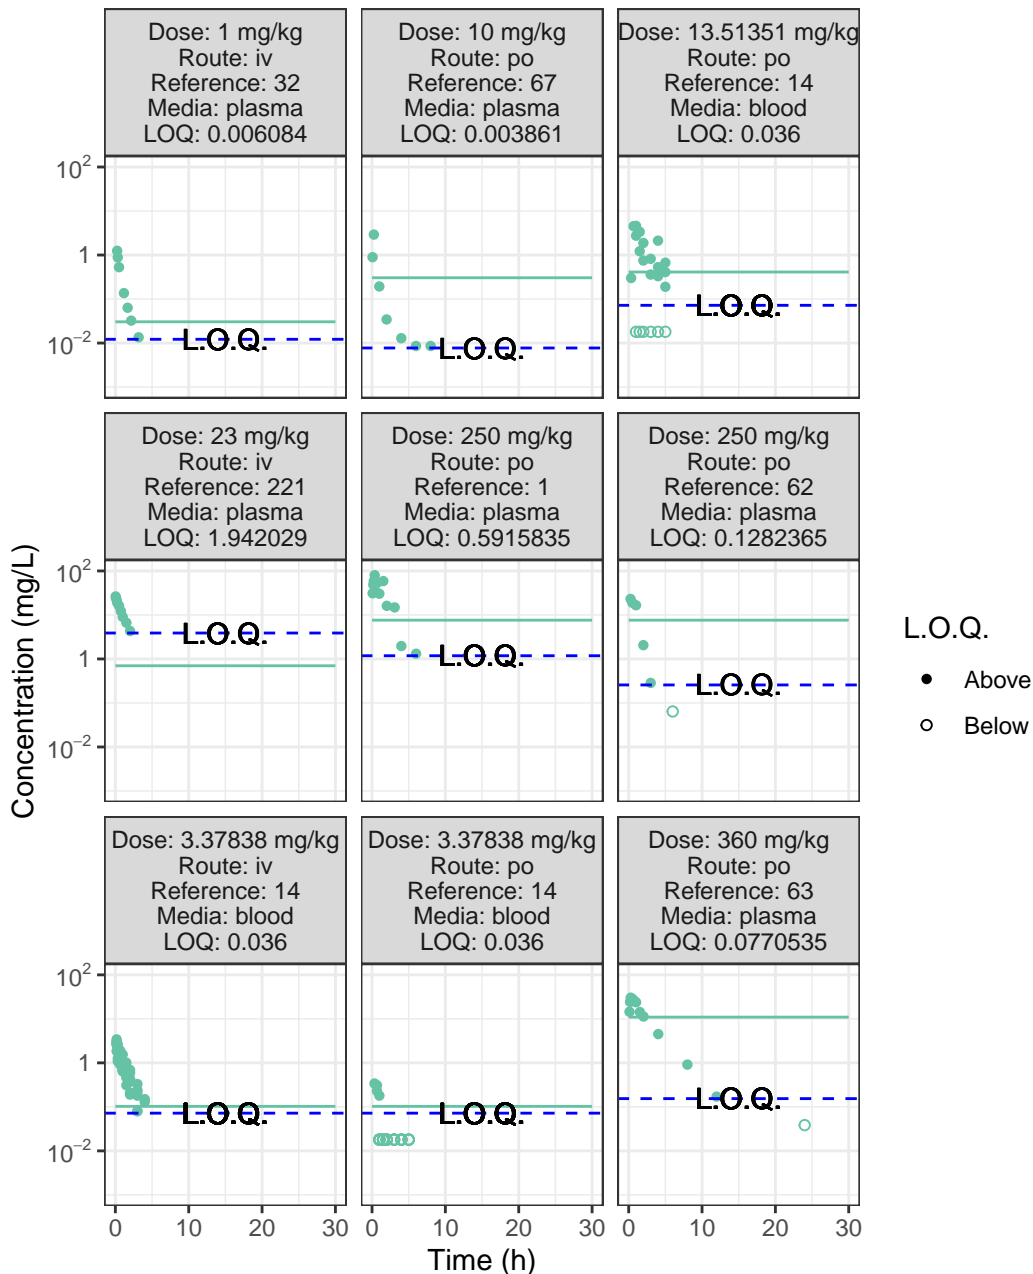 Dose: 1 mg/kg
Route: iv
Reference: 32
Media: plasma
LOQ: 0.006084
Dose: 10 mg/kg
Route: po
Reference: 67
Media: plasma
LOQ: 0.003861
Dose: 13.51351 mg/kg
Route: po
Reference: 14
Media: blood
LOQ: 0.036
10²
1
10⁻²
L.O.Q.
L.O.Q.
L.O.Q.
Dose: 23 mg/kg
Route: iv
Reference: 221
Media: plasma
LOQ: 1.942029
Dose: 250 mg/kg
Route: po
Reference: 1
Media: plasma
LOQ: 0.5915835
Dose: 250 mg/kg
Route: po
Reference: 62
Media: plasma
LOQ: 0.1282365
10²
1
10⁻²
L.O.Q.
L.O.Q.
L.O.Q.
Dose: 3.37838 mg/kg
Route: iv
Reference: 14
Media: blood
LOQ: 0.036
Dose: 3.37838 mg/kg
Route: po
Reference: 14
Media: blood
LOQ: 0.036
Dose: 360 mg/kg
Route: po
Reference: 63
Media: plasma
LOQ: 0.0770535
10²
1
10⁻²
L.O.Q.
L.O.Q.
L.O.Q.
0 10 20 30
0 10 20 30
0 10 20 30
Time (h)
Concentration (mg/L)
L.O.Q.
Above
Below